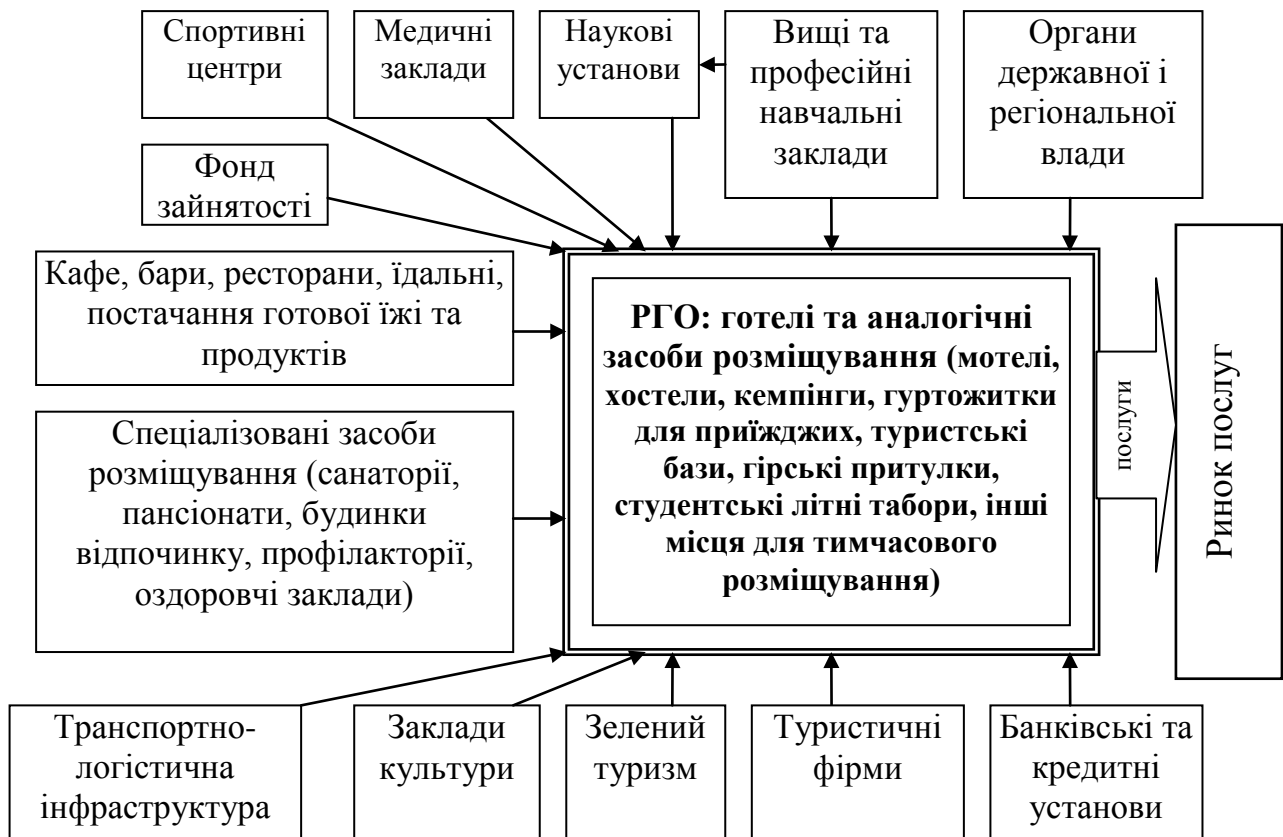 Спортивні
центри
Медичні
заклади
Наукові
установи
Вищі та
професійні
навчальні
заклади
Органи
державної і
регіональної
влади
Фонд
зайнятості
Кафе, бари, ресторани, їдальні,
постачання готової їжі та
продуктів
Спеціалізовані засоби
розміщування (санаторії,
пансіонати, будинки
відпочинку, профілакторії,
оздоровчі заклади)
РГО: готелі та аналогічні
засоби розміщування (мотелі,
хостели, кемпінги, гуртожитки
для приїжджих, туристські
бази, гірські притулки,
студентські літні табори, інші
місця для тимчасового
розміщування)
послуги
Ринок послуг
Транспортно-
логістична
інфраструктура
Заклади
культури
Зелений
туризм
Туристичні
фірми
Банківські та
кредитні
установи